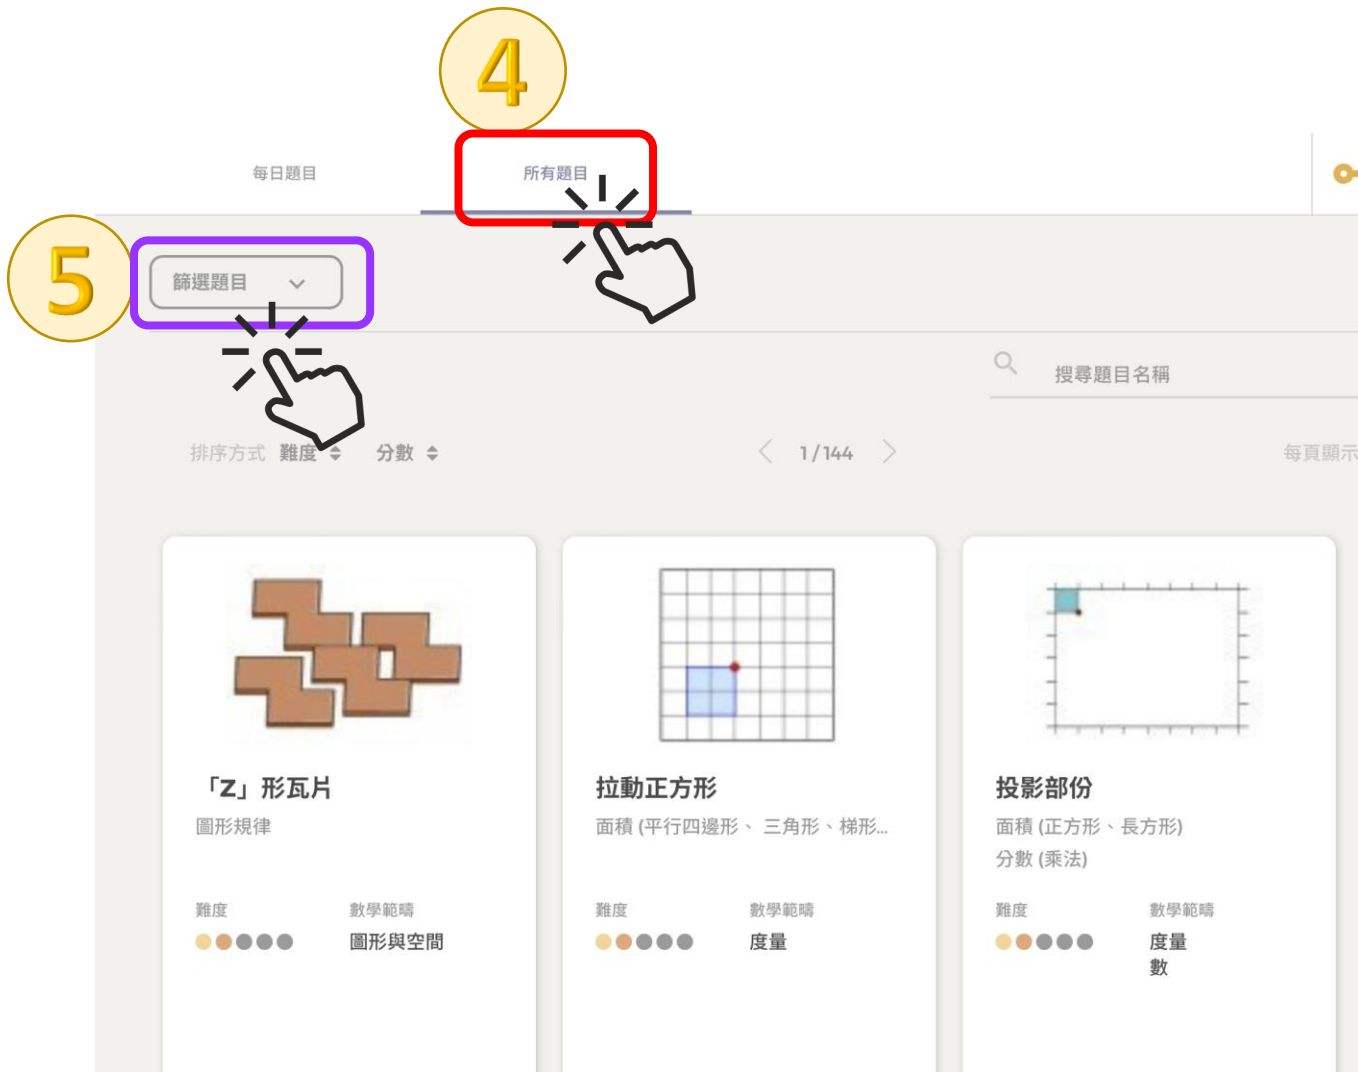 4
每日題目
所有題目
5
篩選題目
搜尋題目名稱
排序方式 難度 分數
1 / 144
每頁顯示
「Z」形瓦片
圖形規律
難度
數學範疇
圖形與空間
拉動正方形
面積 (平行四邊形、 三角形、梯形...
難度
數學範疇
度量
投影部份
面積 (正方形、長方形)
分數 (乘法)
難度
數學範疇
度量
數